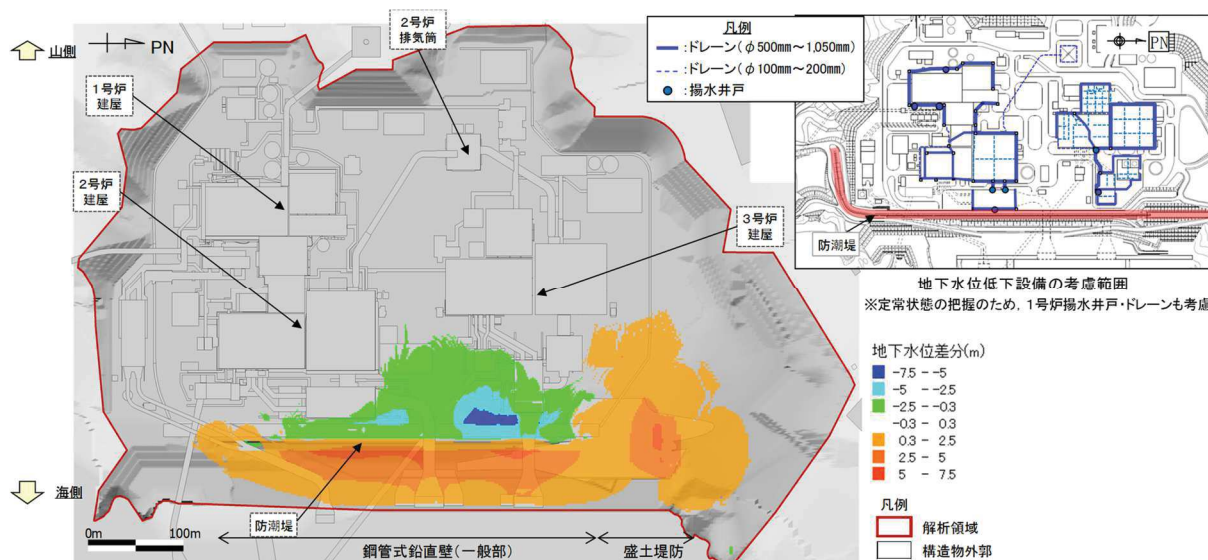 山側
PN
2号炉
排気筒
1号炉
建屋
2号炉
建屋
3号炉
建屋
海側
0m 100m
防潮堤
鋼管式鉛直壁(一般部)
盛土堤防
凡例
:ドレーン(φ500mm~1,050mm)
:ドレーン(φ100mm~200mm)
:揚水井戸
PN
防潮堤
地下水位低下設備の考慮範囲
※定常状態の把握のため,1号炉揚水井戸・ドレーンも考慮
地下水位差分(m)
-7.5 - -5
-5 - -2.5
-2.5 - -0.3
-0.3 - 0.3
0.3 - 2.5
2.5 - 5
5 - 7.5
凡例
解析領域
構造物外郭